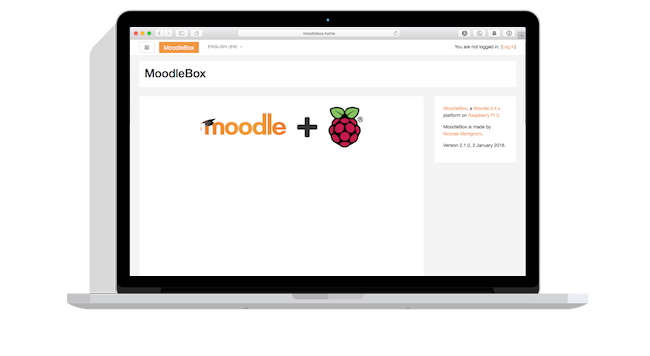 moodlebox.home
MoodleBox
ENGLISH (EN)
You are not logged in. (Log in)
MoodleBox
moodle
MoodleBox, a Moodle 3.4.x
platform on Raspberry Pi 3.
MoodleBox is made by
Nicolas Martignoni.
Version 2.1.0, 2 January 2018.